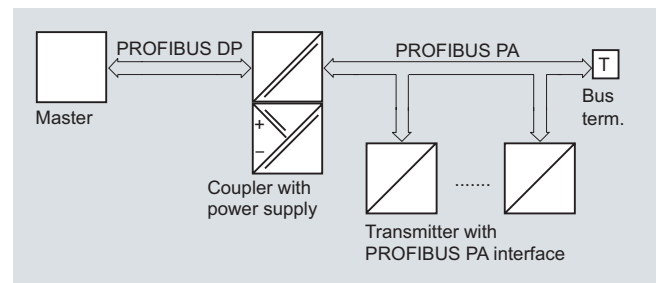 PROFIBUS DP
PROFIBUS PA
T
Master
+
–
Bus
term.
Coupler with
power supply
.......
Transmitter with
PROFIBUS PA interface